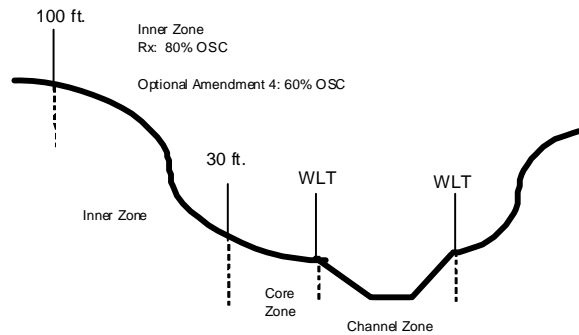 100 ft.
Inner Zone
Rx: 80% OSC
Optional Amendment 4: 60% OSC
30 ft.
WLT
WLT
Inner Zone
Core
Zone
Channel Zone